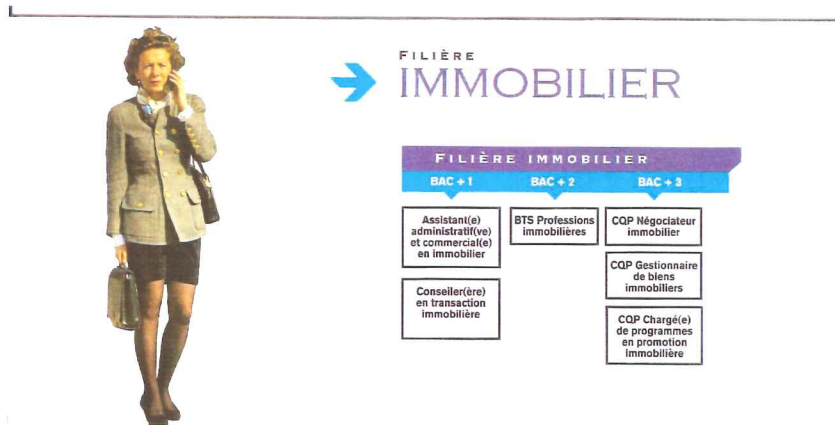 FILIÈRE
IMMOBILIER
FILIÈRE IMMOBILIER
BAC + 1
BAC + 2
BAC + 3
Assistant(e)
administratif(ve)
et commercial(e)
en immobilier
Conseiller(ère)
en transaction
immobilière
BTS Professions
immobilières
CQP Négociateur
immobilier
CQP Gestionnaire
de biens
immobiliers
CQP Chargé(e)
de programmes
en promotion
immobilière